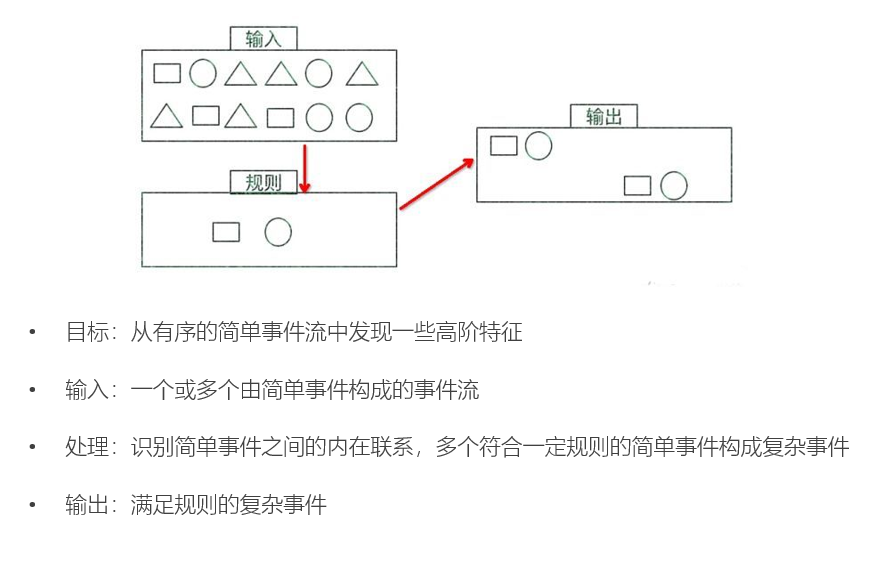 输入
输出
规则
• 目标：从有序的简单事件流中发现一些高阶特征
• 输入：一个或多个由简单事件构成的事件流
• 处理：识别简单事件之间的内在联系，多个符合一定规则的简单事件构成复杂事件
• 输出：满足规则的复杂事件